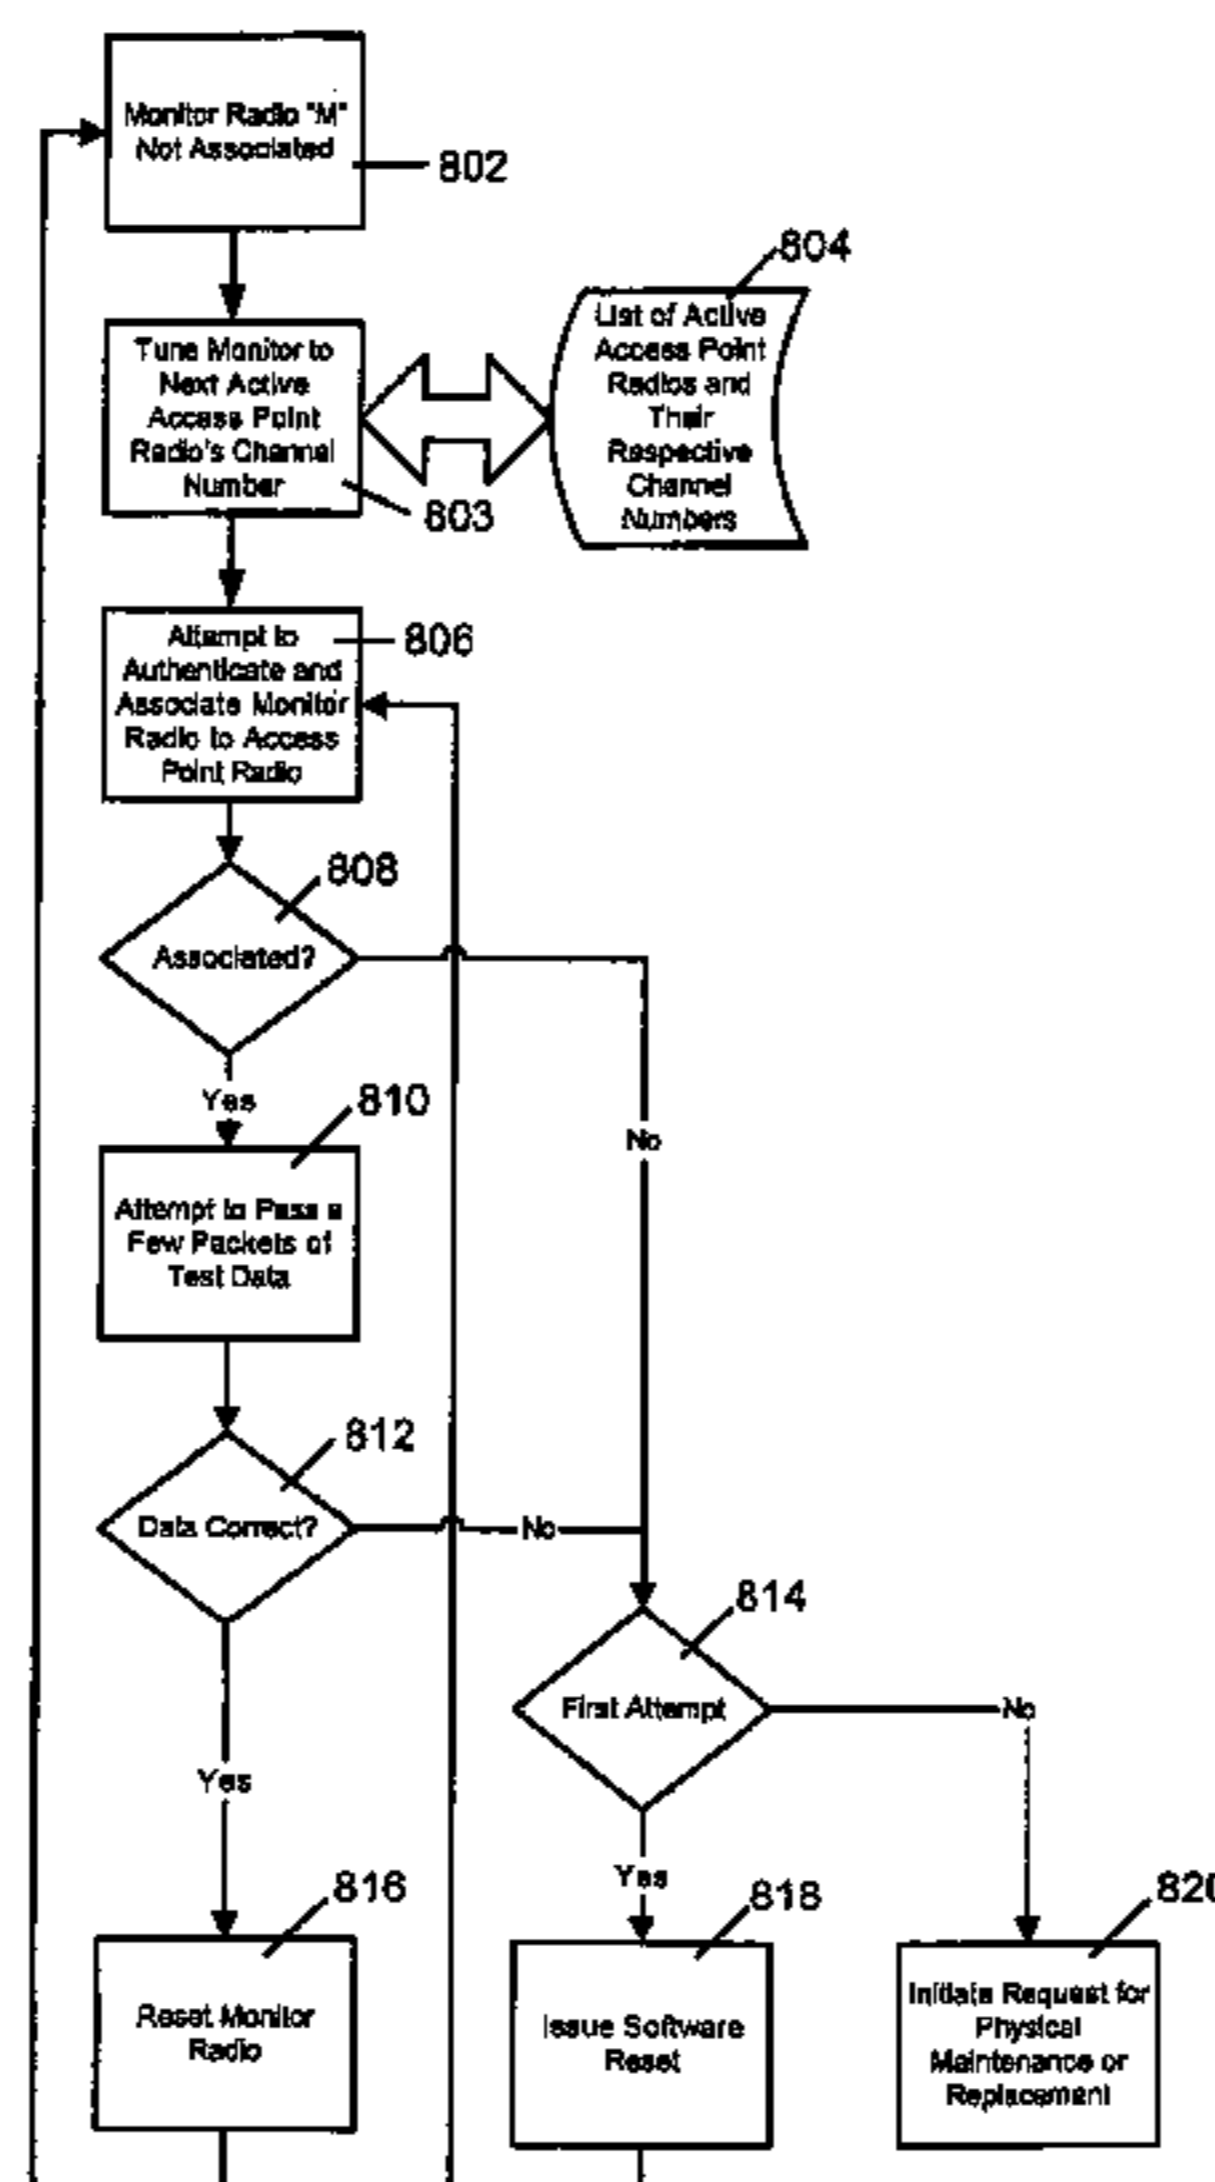 Monitor Radio "M"
Not Associated
802
804
Tune Monitor to
Next Active
Access Point
Radio's Channel
Number
803
List of Active
Access Point
Radios and
Their
Respective
Channel
Numbers
Attempt to
Authenticate and
Associate Monitor
Radio to Access
Point Radio
806
808
Associated?
Yes
No
810
Attempt to Pass a
Few Packets of
Test Data
812
Data Correct?
No
814
First Attempt
No
Yes
Yes
816
818
820
Reset Monitor
Radio
Issue Software
Reset
Initiate Request for
Physical
Maintenance or
Replacement